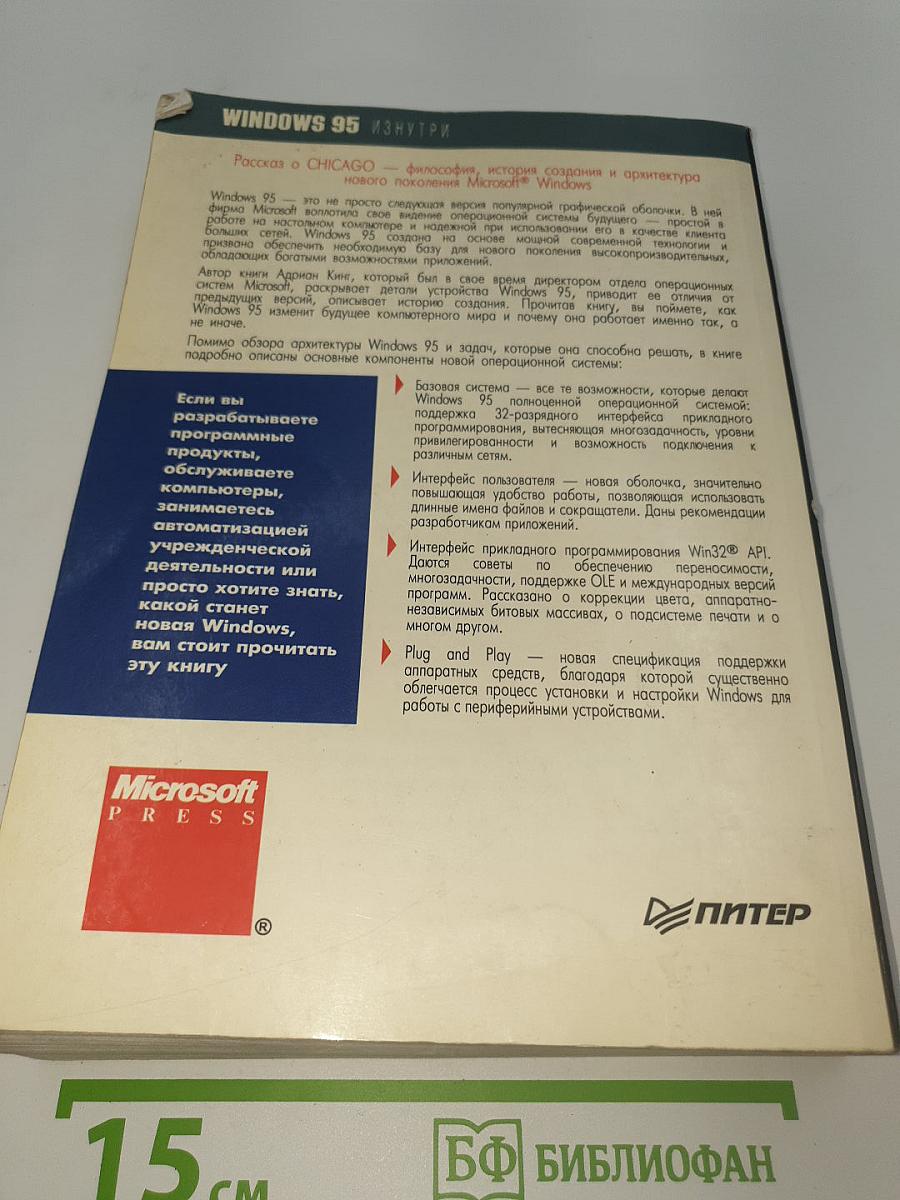 WINDOWS 95 ИЗНУТРИ
Рассказ о CHICAGO — философия, история создания и архитектура
нового поколения Microsoft® Windows
Windows 95 — это не просто следующая версия популярной графической оболочки. В ней
фирма Microsoft воплотила свое видение операционной системы будущего — простой в
работе на настольном компьютере и надежной при использовании его в качестве клиента
больших сетей. Windows 95 создана на основе мощной современной технологии и
призвана обеспечить необходимую базу для нового поколения высокопроизводительных,
обладающих богатыми возможностями приложений.
Автор книги Адриан Кинг, который был в свое время директором отдела операционных
систем Microsoft, раскрывает детали устройства Windows 95, приводит ее отличия от
предыдущих версий, описывает историю создания. Прочитав книгу, вы поймете, как
Windows 95 изменит будущее компьютерного мира и почему она работает именно так, а
не иначе.
Помимо обзора архитектуры Windows 95 и задач, которые она способна решать, в книге
подробно описаны основные компоненты новой операционной системы:
Если вы
разрабатываете
программные
продукты,
обслуживаете
компьютеры,
занимаетесь
автоматизацией
учрежденческой
деятельности или
просто хотите знать,
какой станет
новая Windows,
вам стоит прочитать
эту книгу
Базовая система — все те возможности, которые делают
Windows 95 полноценной операционной системой:
поддержка 32-разрядного интерфейса прикладного
программирования, вытесняющая многозадачность, уровни
привилегированности и возможность подключения к
различным сетям.
Интерфейс пользователя — новая оболочка, значительно
повышающая удобство работы, позволяющая использовать
длинные имена файлов и сокращатели. Даны рекомендации
разработчикам приложений.
Интерфейс прикладного программирования Win32® API.
Даются советы по обеспечению переносимости,
многозадачности, поддержке OLE и международных версий
программ. Рассказано о коррекции цвета, аппаратно-
независимых битовых массивах, о подсистеме печати и о
многом другом.
Plug and Play — новая спецификация поддержки
аппаратных средств, благодаря которой существенно
облегчается процесс установки и настройки Windows для
работы с периферийными устройствами.
Microsoft
PRESS
®
ПИТЕР
15 см
БФ БИБЛИОФАН